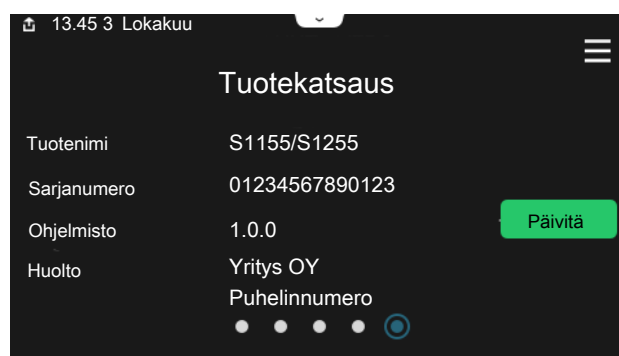 13.45 3 Lokakuu
Tuotekatsaus
Tuotenimi S1155/S1255
Sarjanumero 01234567890123
Ohjelmisto 1.0.0 Päivitä
Huolto Yritys OY
Puhelinnumero